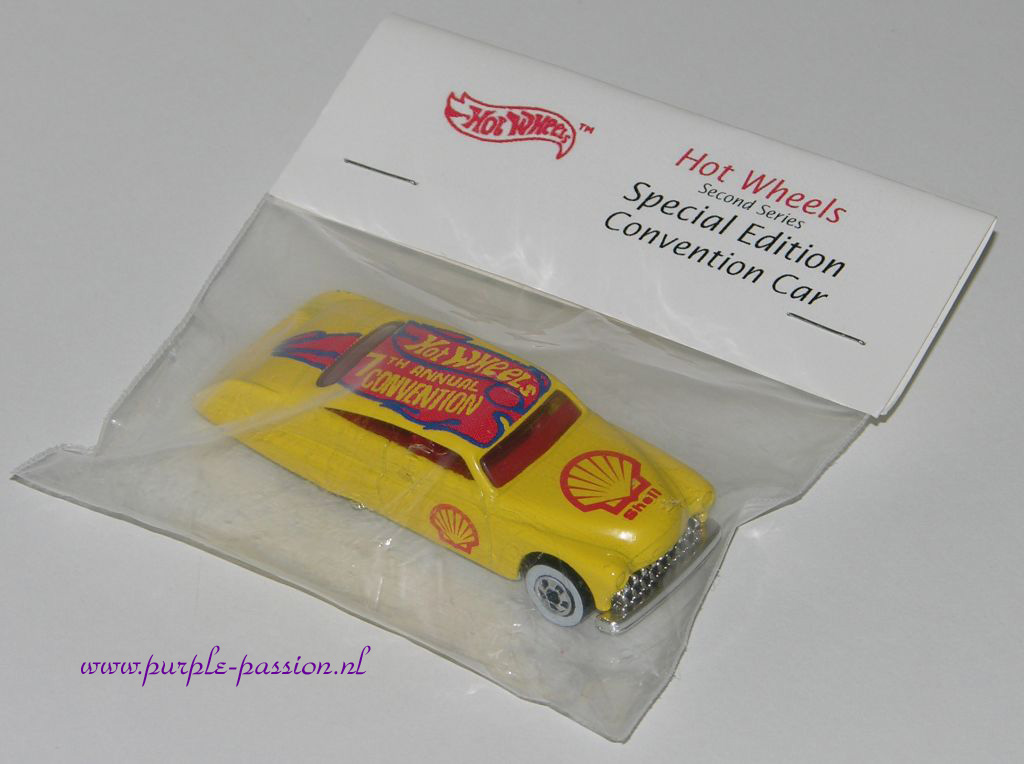 Hot Wheels™
Hot Wheels
Second Series
Special Edition
Convention Car
Hot Wheels
7TH ANNUAL
CONVENTION
Shell
www.purple-passion.nl